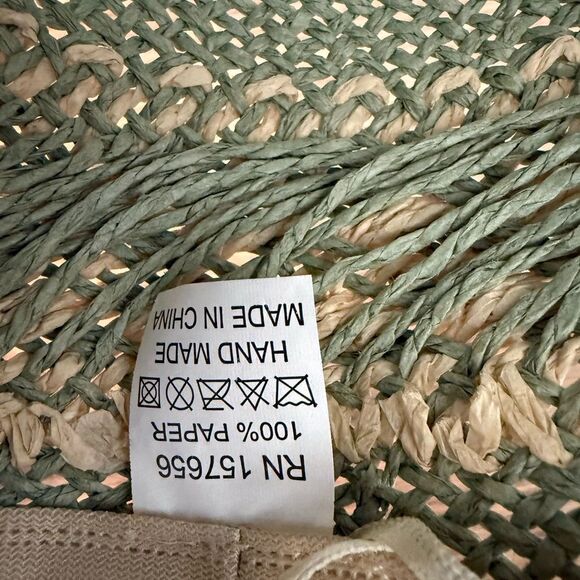 RN 157656
100% PAPER
HAND MADE
MADE IN CHINA